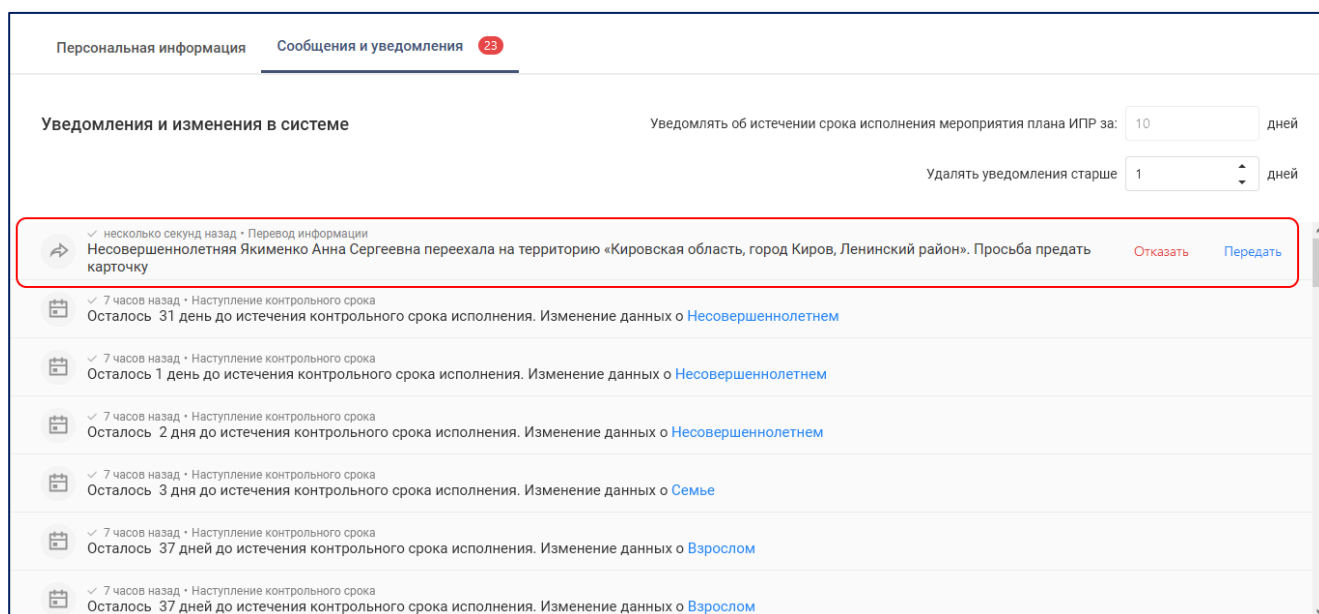 Персональная информация Сообщения и уведомления 23
Уведомления и изменения в системе Уведомлять об истечении срока исполнения мероприятия плана ИПР за: 10 дней
Удалять уведомления старше 1 дней
несколько секунд назад • Перевод информации
Несовершеннолетняя Якименко Анна Сергеевна переехала на территорию «Кировская область, город Киров, Ленинский район». Просьба предать Отказать Передать
карточку
7 часов назад • Наступление контрольного срока
Осталось 31 день до истечения контрольного срока исполнения. Изменение данных о Несовершеннолетнем
7 часов назад • Наступление контрольного срока
Осталось 1 день до истечения контрольного срока исполнения. Изменение данных о Несовершеннолетнем
7 часов назад • Наступление контрольного срока
Осталось 2 дня до истечения контрольного срока исполнения. Изменение данных о Несовершеннолетнем
7 часов назад • Наступление контрольного срока
Осталось 3 дня до истечения контрольного срока исполнения. Изменение данных о Семье
7 часов назад • Наступление контрольного срока
Осталось 37 дней до истечения контрольного срока исполнения. Изменение данных о Взрослом
7 часов назад • Наступление контрольного срока
Осталось 37 дней до истечения контрольного срока исполнения. Изменение данных о Взрослом